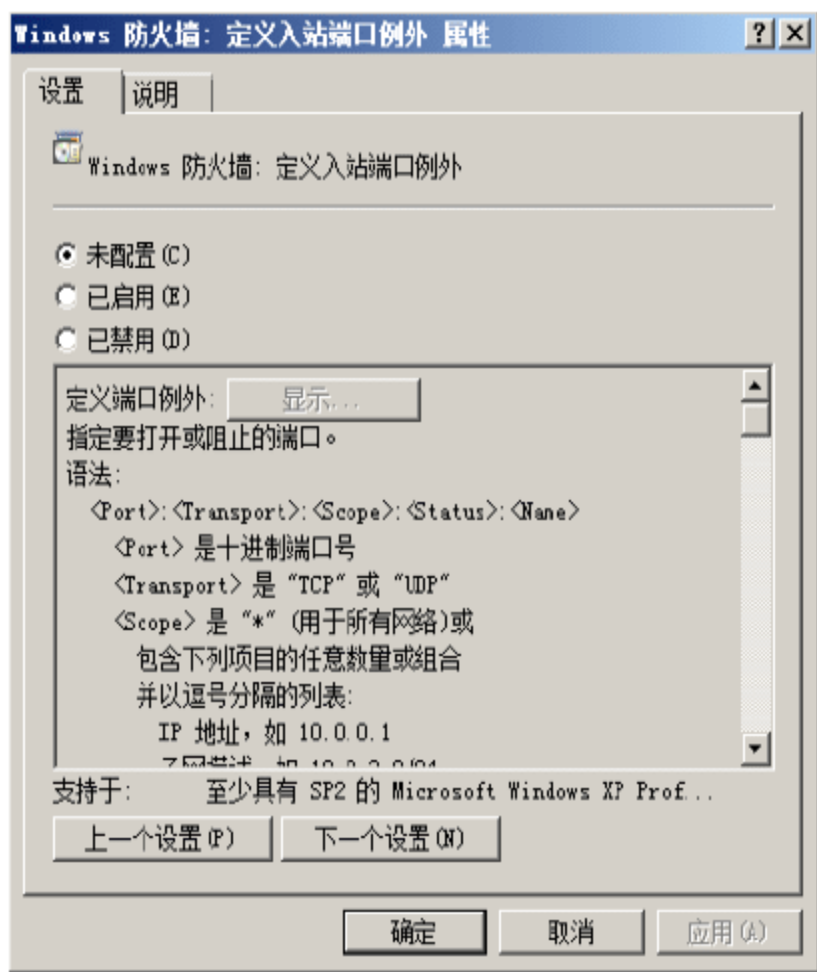 Windows 防火墙: 定义入站端口例外 属性
设置
说明
Windows 防火墙: 定义入站端口例外
未配置(C)
已启用(E)
已禁用(D)
定义端口例外: 显示...
指定要打开或阻止的端口。
语法:
<Port>:<Transport>:<Scope>:<Status>:<Name>
<Port> 是十进制端口号
<Transport> 是 "TCP" 或 "UDP"
<Scope> 是 "*" (用于所有网络)或
包含下列项目的任意数量或组合
并以逗号分隔的列表:
IP 地址，如 10.0.0.1
支持于: 至少具有 SP2 的 Microsoft Windows XP Prof...
上一个设置(P) 下一个设置(N)
确定 取消 应用(A)